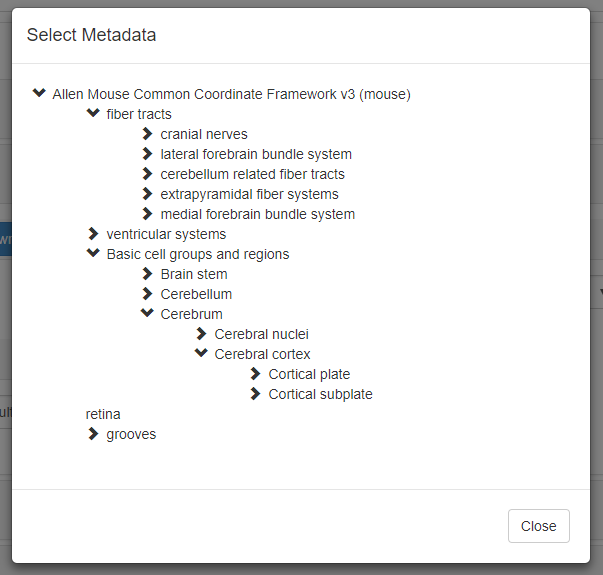 Select Metadata
Allen Mouse Common Coordinate Framework v3 (mouse)
fiber tracts
cranial nerves
lateral forebrain bundle system
cerebellum related fiber tracts
extrapyramidal fiber systems
medial forebrain bundle system
ventricular systems
Basic cell groups and regions
Brain stem
Cerebellum
Cerebrum
Cerebral nuclei
Cerebral cortex
Cortical plate
Cortical subplate
retina
grooves
Close